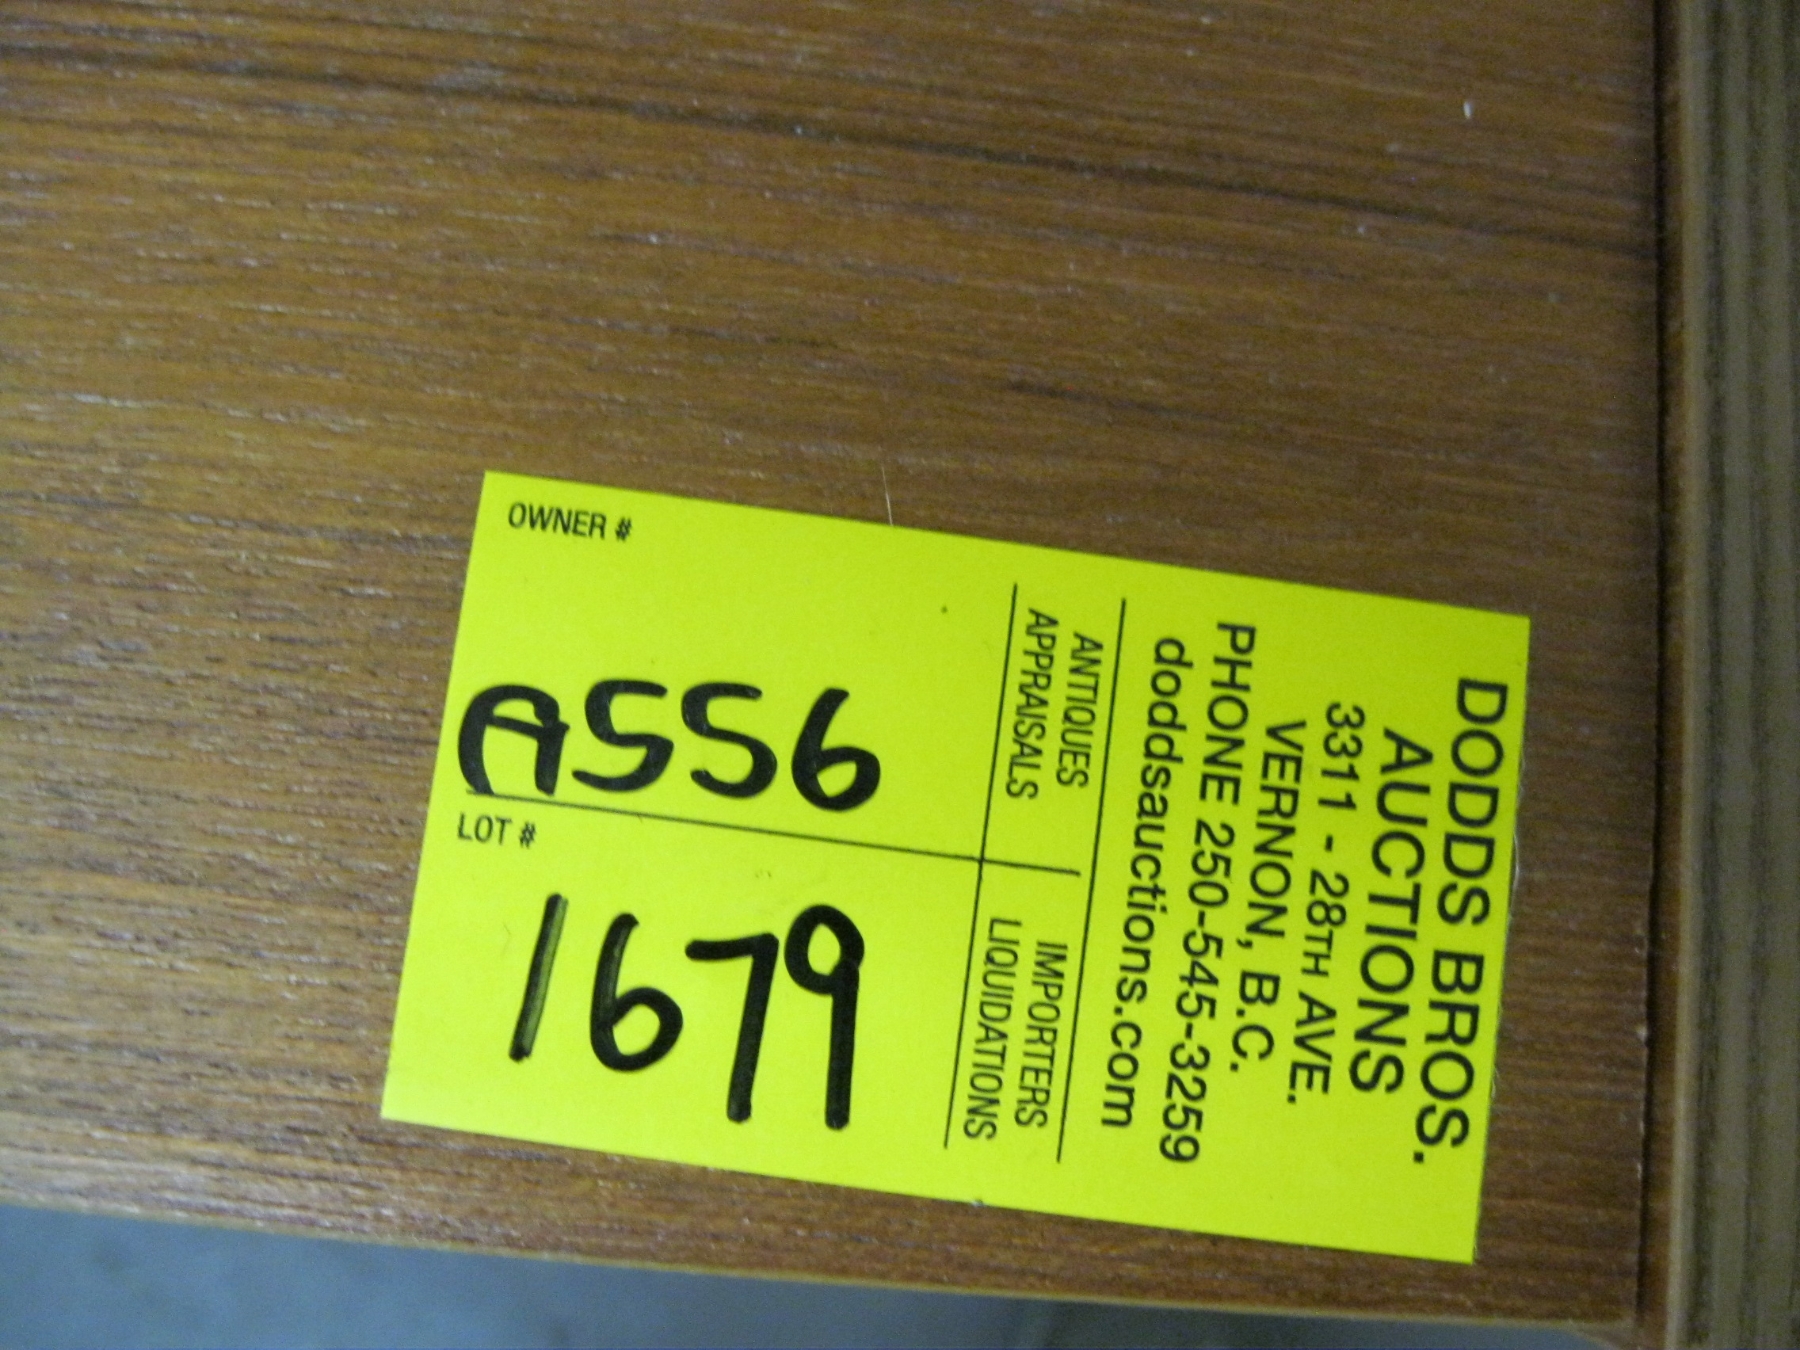 DODDS BROS.
AUCTIONS
3311 - 28TH AVE.
VERNON, B.C.
PHONE 250-545-3259
doddsauctions.com
ANTIQUES
APPRAISALS
IMPORTERS
LIQUIDATIONS
OWNER #
A556
LOT #
1679